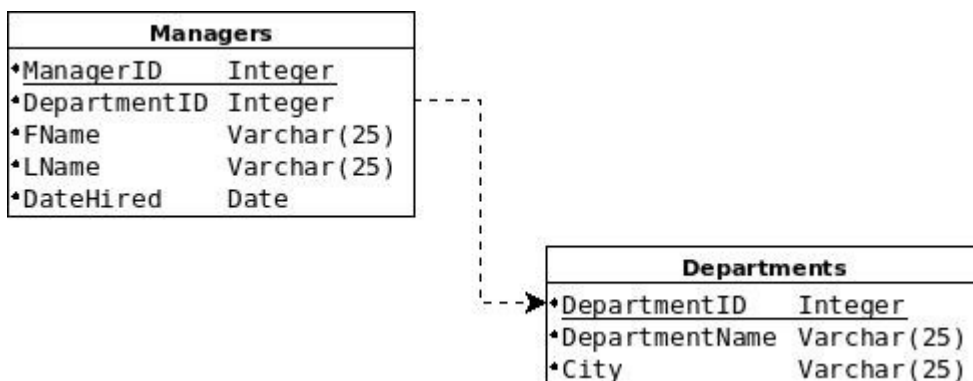 Managers
ManagerID Integer
DepartmentID Integer
FName Varchar(25)
LName Varchar(25)
DateHired Date
Departments
DepartmentID Integer
DepartmentName Varchar(25)
City Varchar(25)